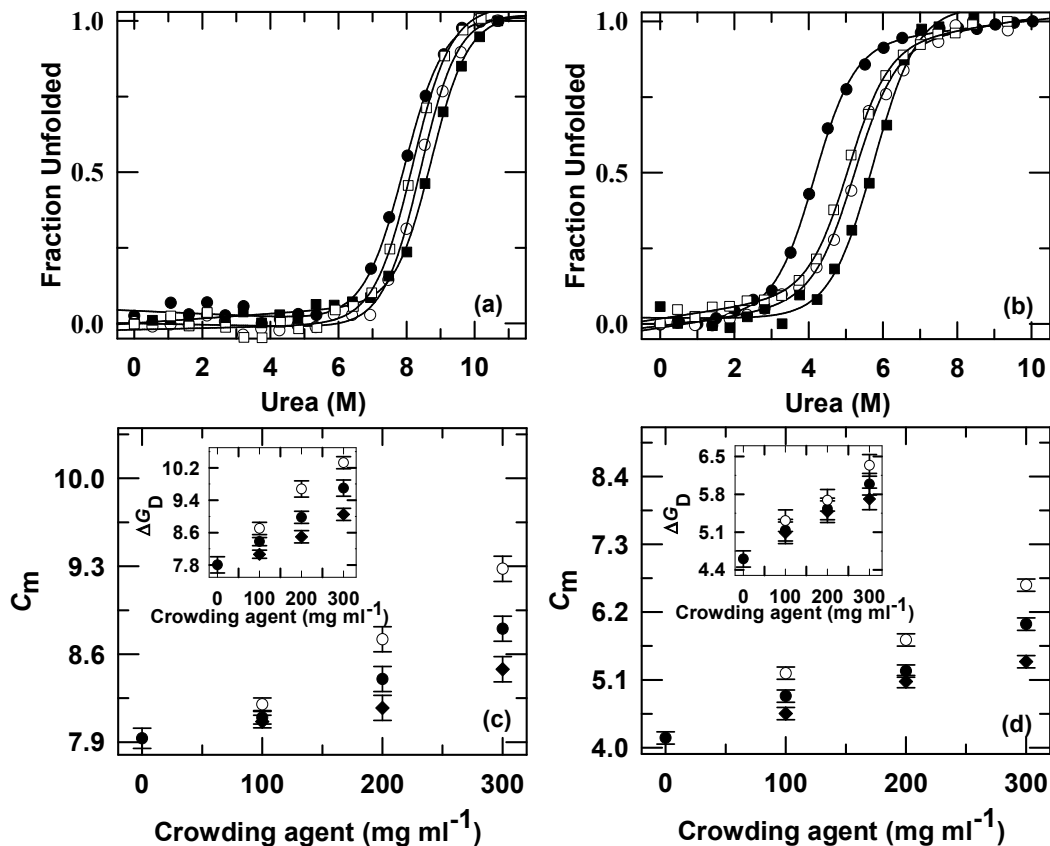 Fraction Unfolded
1.0
0.5
0.0
(a)
0 2 4 6 8 10
Urea (M)
Fraction Unfolded
1.0
0.5
0.0
(b)
0 2 4 6 8 10
Urea (M)
Cm
10.0
9.3
8.6
7.9
ΔGD
10.2
9.4
8.6
7.8
0 100 200 300
Crowding agent (mg ml-1)
(c)
0 100 200 300
Crowding agent (mg ml-1)
Cm
8.4
7.3
6.2
5.1
4.0
ΔGD
6.5
5.8
5.1
4.4
0 100 200 300
Crowding agent (mg ml-1)
(d)
0 100 200 300
Crowding agent (mg ml-1)